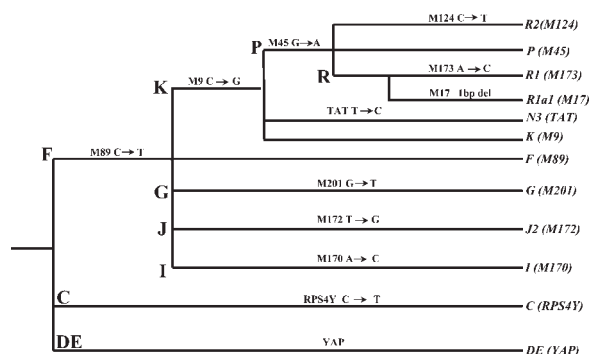 M124 C→T
R2(M124)
P
M45 G→A
P (M45)
R
M173 A→C
R1 (M173)
M17 1bp del
R1a1 (M17)
K
M9 C→G
TAT T→C
N3 (TAT)
K (M9)
F
M89 C→T
F (M89)
G
M201 G→T
G (M201)
J
M172 T→G
J2 (M172)
I
M170 A→C
I (M170)
C
RPS4Y C→T
C (RPS4Y)
DE
YAP
DE (YAP)